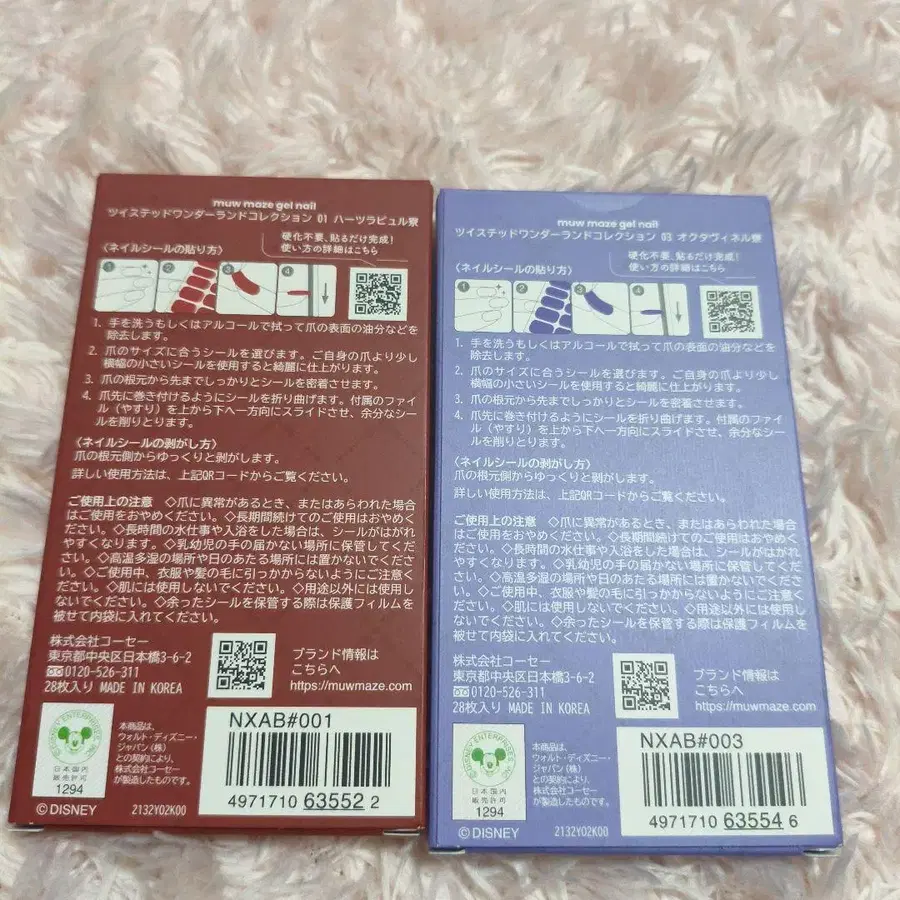 muw maze gel nail
ツイステッドワンダーランドコレクション 01 ハーツラビュル寮
硬化不要、貼るだけ完成!
使い方の詳細はこちら
〈ネイルシールの貼り方〉
1
2
3
4
1. 手を洗うもしくはアルコールで拭って爪の表面の油分などを
除去します。
2. 爪のサイズに合うシールを選びます。ご自身の爪より少し
横幅の小さいシールを使用すると綺麗に仕上がります。
3. 爪の根元から先までしっかりとシールを密着させます。
4. 爪先に巻き付けるようにシールを折り曲げます。付属のファイ
ル（やすり）を上から下へ一方向にスライドさせ、余分なシー
ルを削りとります。
〈ネイルシールの剥がし方〉
爪の根元側からゆっくりと剥がします。
詳しい使用方法は、上記QRコードからご覧ください。
ご使用上の注意 ◇爪に異常があるとき、またはあらわれた場合
はご使用をおやめください。◇長期間続けてのご使用はおやめく
ださい。◇長時間の水仕事や入浴をした場合は、シールがはがれ
やすくなります。◇乳幼児の手の届かない場所に保管してくださ
い。◇高温多湿の場所や日のあたる場所には置かないでください。
◇ご使用中、衣服や髪の毛に引っかからないようにご注意くださ
い。◇肌には使用しないでください。◇用途以外には使用しな
いでください。◇余ったシールを保管する際は保護フィルムを
被せて内袋に入れてください。
株式会社コーセー
東京都中央区日本橋3-6-2
0120-526-311
28枚入り MADE IN KOREA
ブランド情報は
こちらへ
https://muwmaze.com
DISNEY ENTERPRISES, INC.
日本国内
販売許可
1294
©DISNEY
本商品は、
ウォルト・ディズニー・
ジャパン(株)
との契約により、
株式会社コーセー
が製造したものです。
2132Y02K00
NXAB#001
4971710 63552 2
muw maze gel nail
ツイステッドワンダーランドコレクション 03 オクタヴィネル寮
硬化不要、貼るだけ完成!
使い方の詳細はこちら
〈ネイルシールの貼り方〉
1
2
3
4
1. 手を洗うもしくはアルコールで拭って爪の表面の油分などを
除去します。
2. 爪のサイズに合うシールを選びます。ご自身の爪より少し
横幅の小さいシールを使用すると綺麗に仕上がります。
3. 爪の根元から先までしっかりとシールを密着させます。
4. 爪先に巻き付けるようにシールを折り曲げます。付属のファイ
ル（やすり）を上から下へ一方向にスライドさせ、余分なシー
ルを削りとります。
〈ネイルシールの剥がし方〉
爪の根元側からゆっくりと剥がします。
詳しい使用方法は、上記QRコードからご覧ください。
ご使用上の注意 ◇爪に異常があるとき、またはあらわれた場合
はご使用をおやめください。◇長期間続けてのご使用はおやめくだ
さい。◇長時間の水仕事や入浴をした場合は、シールがはがれ
やすくなります。◇乳幼児の手の届かない場所に保管してくださ
い。◇高温多湿の場所や日のあたる場所には置かないでください。
◇ご使用中、衣服や髪の毛に引っかからないようにご注意くださ
い。◇肌には使用しないでください。◇用途以外には使用しな
いでください。◇余ったシールを保管する際は保護フィルムを
被せて内袋に入れてください。
株式会社コーセー
東京都中央区日本橋3-6-2
0120-526-311
28枚入り MADE IN KOREA
ブランド情報は
こちらへ
https://muwmaze.com
DISNEY ENTERPRISES, INC.
日本国内
販売許可
1294
©DISNEY
本商品は、
ウォルト・ディズニー・
ジャパン(株)
との契約により、
株式会社コーセー
が製造したものです。
2132Y02K00
NXAB#003
4971710 63554 6